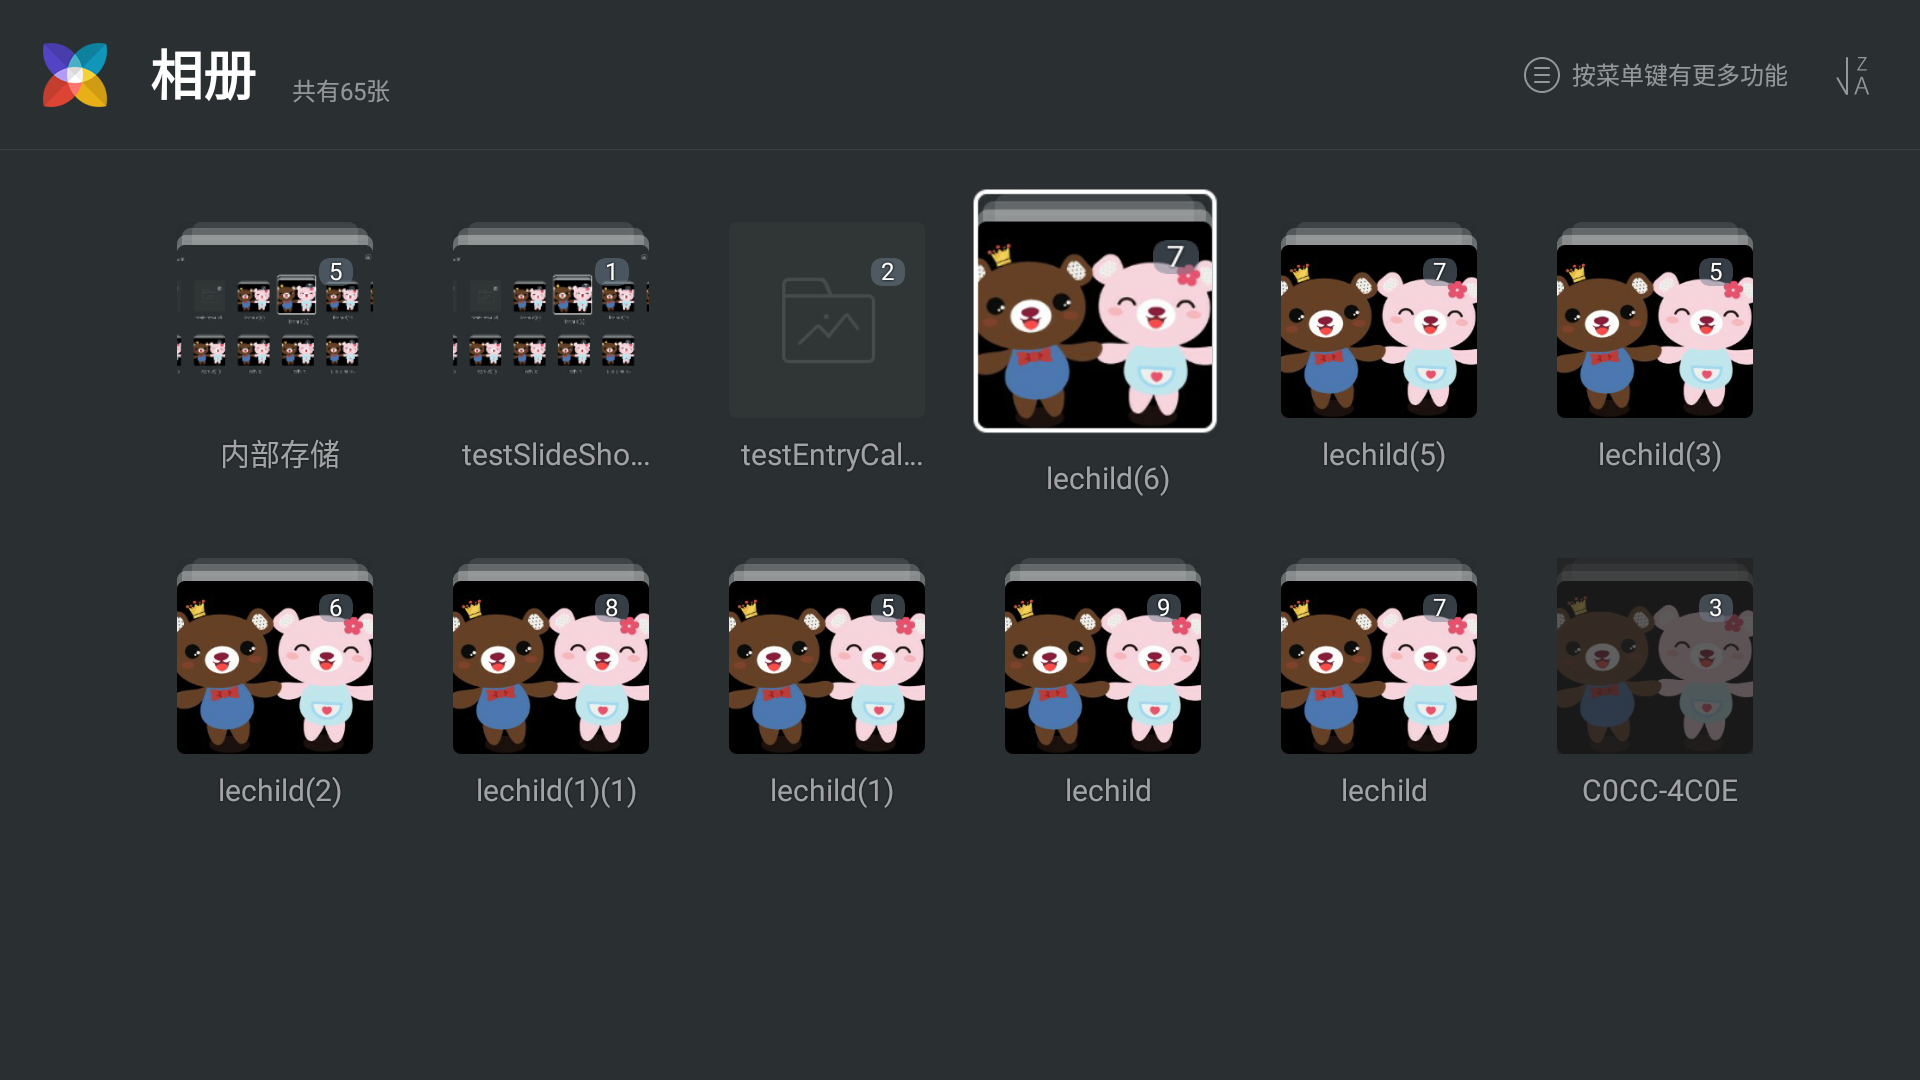 相册
共有65张
按菜单键有更多功能
Z
A
5
1
2
7
7
5
内部存储
testSlideSho...
testEntryCal...
lechild(6)
lechild(5)
lechild(3)
6
8
5
9
7
3
lechild(2)
lechild(1)(1)
lechild(1)
lechild
lechild
C0CC-4C0E